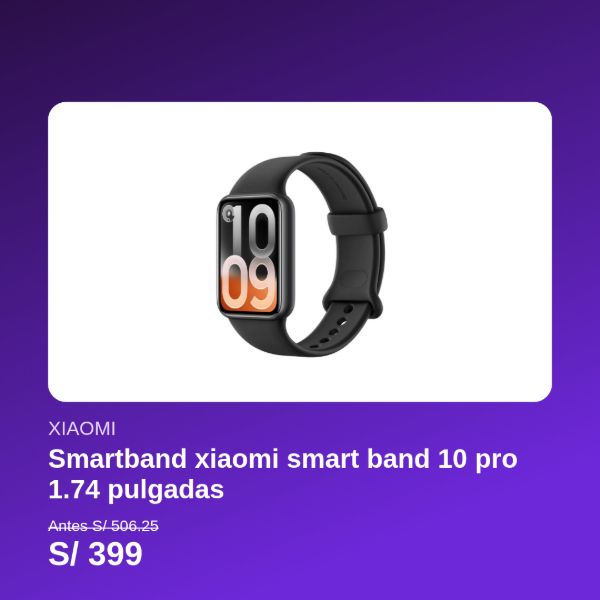 10
09
XIAOMI
Smartband xiaomi smart band 10 pro
1.74 pulgadas
Antes S/ 506.25
S/ 399